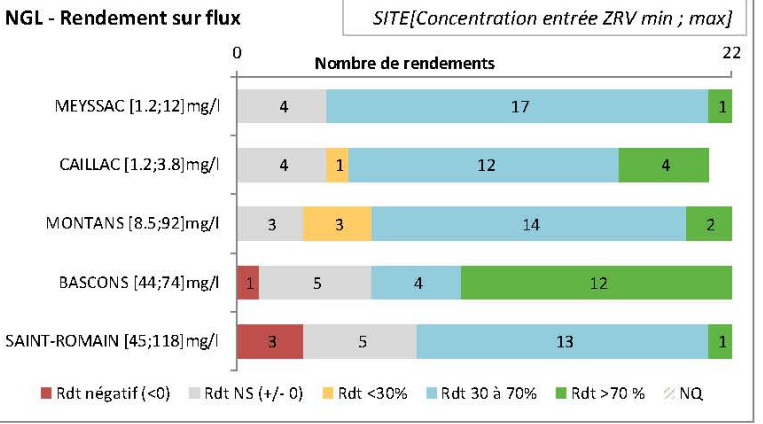 NGL - Rendement sur flux
SITE[Concentration entrée ZRV min ; max]
0 22
Nombre de rendements
MEYSSAC [1.2;12]mg/l 4 17 1
CAILLAC [1.2;3.8]mg/l 4 1 12 4
MONTANS [8.5;92]mg/l 3 3 14 2
BASCONS [44;74]mg/l 1 5 4 12
SAINT-ROMAIN [45;118]mg/l 3 5 13 1
Rdt négatif (<0) Rdt NS (+/- 0) Rdt <30% Rdt 30 à 70% Rdt >70 % NQ